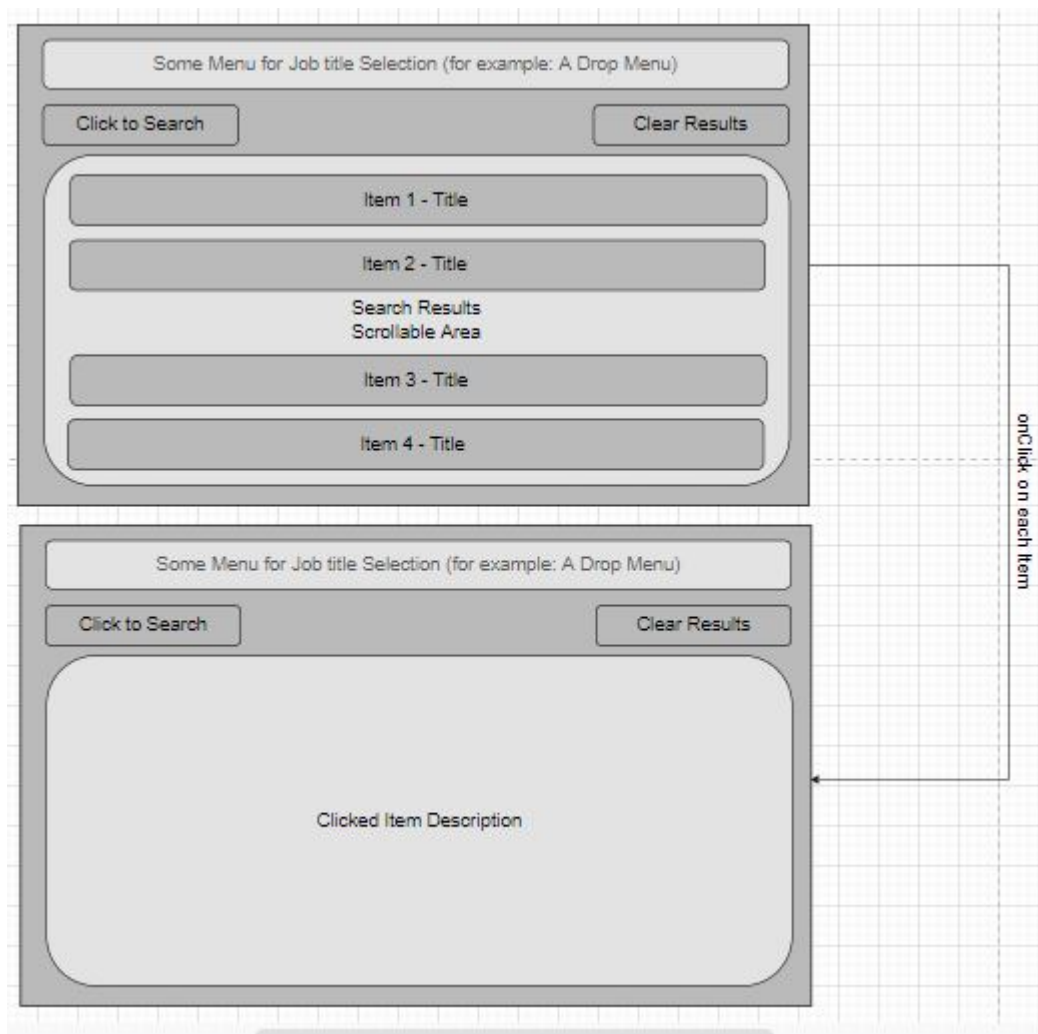 Some Menu for Job title Selection (for example: A Drop Menu)
Click to Search
Clear Results
Item 1 - Title
Item 2 - Title
Search Results
Scrollable Area
Item 3 - Title
Item 4 - Title
onClick on each Item
Some Menu for Job title Selection (for example: A Drop Menu)
Click to Search
Clear Results
Clicked Item Description